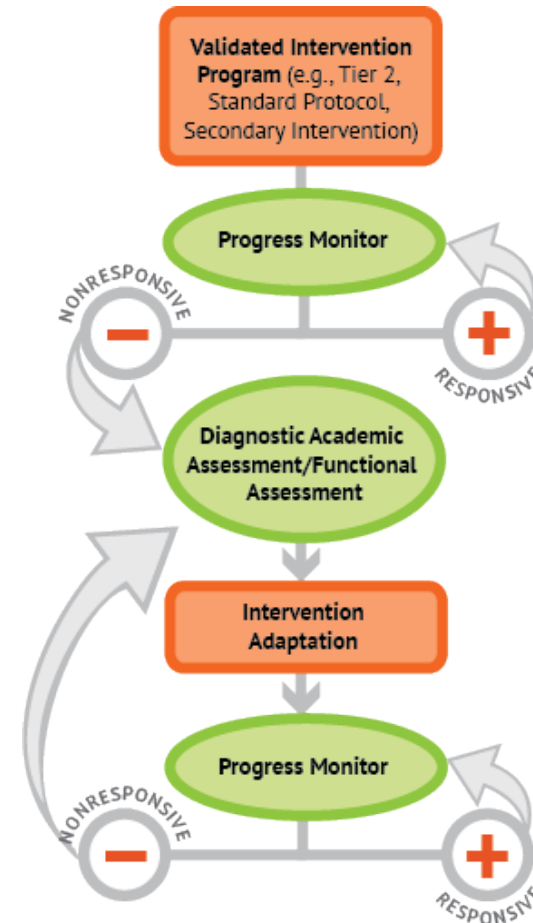 Validated Intervention
Program (e.g., Tier 2,
Standard Protocol,
Secondary Intervention)
Progress Monitor
NONRESPONSIVE
RESPONSIVE
Diagnostic Academic
Assessment/Functional
Assessment
Intervention
Adaptation
Progress Monitor
NONRESPONSIVE
RESPONSIVE